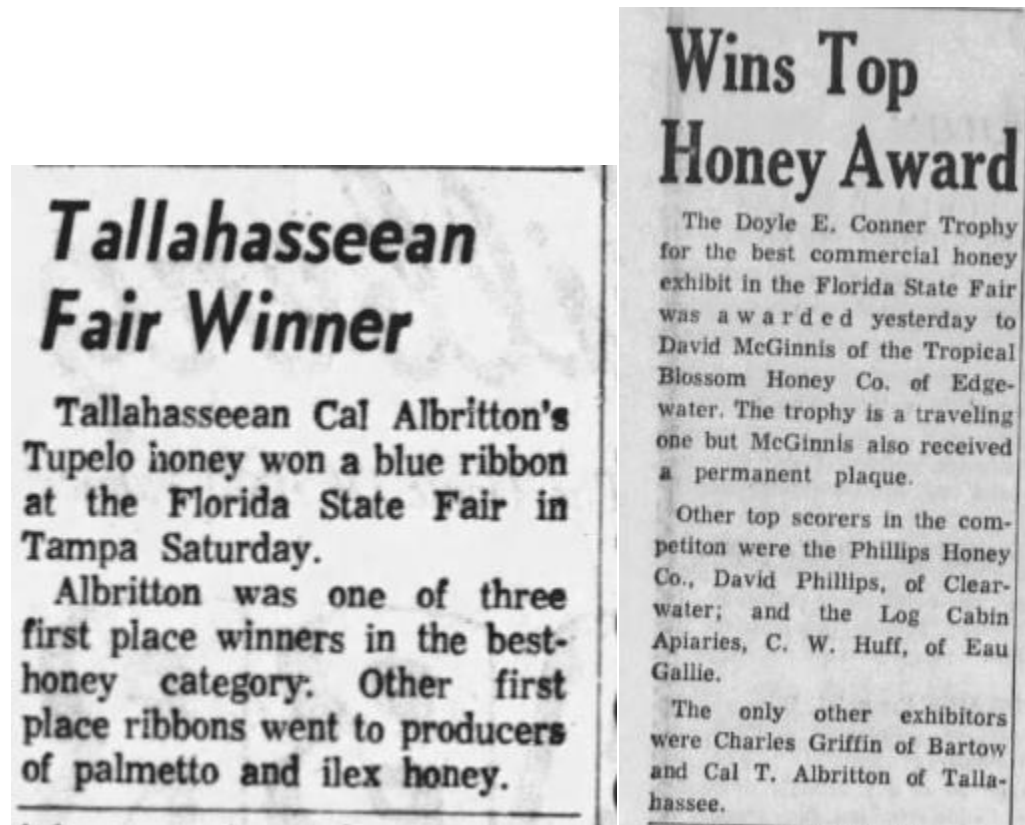 Tallahasseean
Fair Winner
Tallahasseean Cal Albritton's
Tupelo honey won a blue ribbon
at the Florida State Fair in
Tampa Saturday.
Albritton was one of three
first place winners in the best-
honey category. Other first
place ribbons went to producers
of palmetto and ilex honey.
Wins Top
Honey Award
The Doyle E. Conner Trophy
for the best commercial honey
exhibit in the Florida State Fair
was awarded yesterday to
David McGinnis of the Tropical
Blossom Honey Co. of Edge-
water. The trophy is a traveling
one but McGinnis also received
a permanent plaque.
Other top scorers in the com-
petiton were the Phillips Honey
Co., David Phillips, of Clear-
water; and the Log Cabin
Apiaries, C. W. Huff, of Eau
Gallie.
The only other exhibitors
were Charles Griffin of Bartow
and Cal T. Albritton of Talla-
hassee.